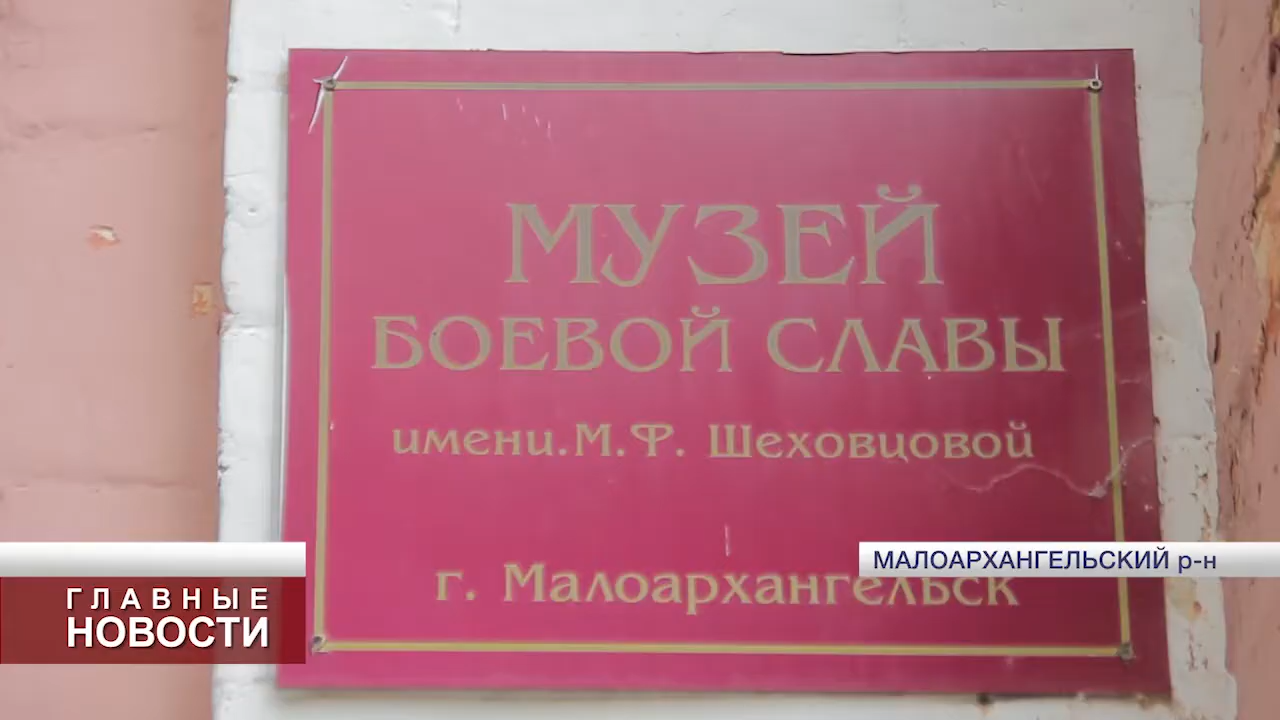 МУЗЕЙ
БОЕВОЙ СЛАВЫ
имени.М.Ф. Шеховцовой
г. Малоархангельск
МАЛОАРХАНГЕЛЬСКИЙ р-н
ГЛАВНЫЕ
НОВОСТИ